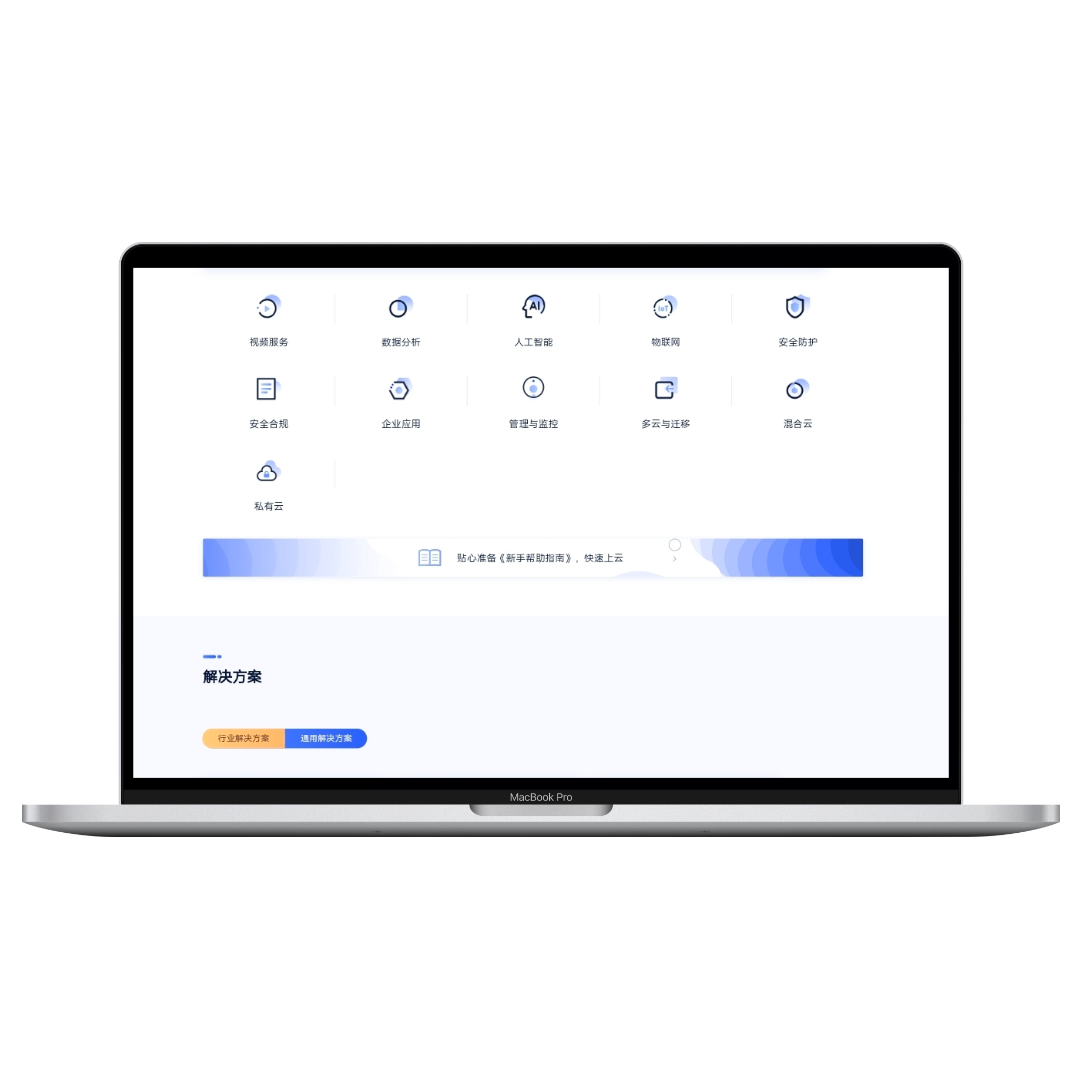 视频服务
数据分析
AI
人工智能
IoT
物联网
安全防护
安全合规
企业应用
管理与监控
多云与迁移
混合云
私有云
贴心准备《新手帮助指南》，快速上云
解决方案
行业解决方案
通用解决方案
MacBook Pro